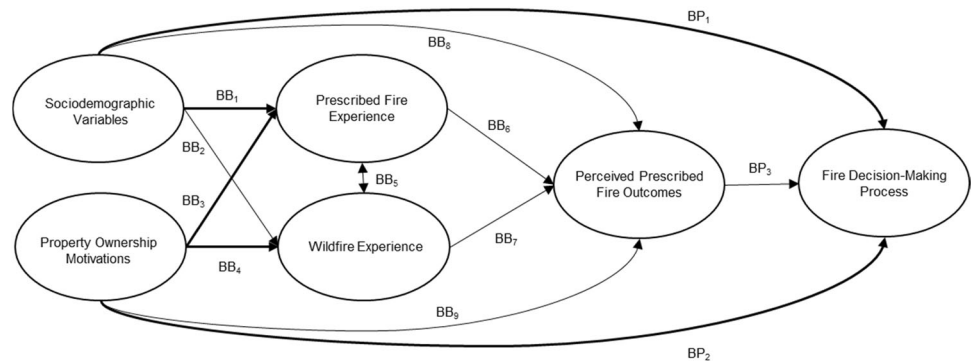 BP1
BB8
Sociodemographic
Variables
BB1
Prescribed Fire
Experience
BB6
BB2
BB5
Perceived Prescribed
Fire Outcomes
BP3
Fire Decision-Making
Process
BB3
Property Ownership
Motivations
BB4
Wildfire Experience
BB7
BB9
BP2